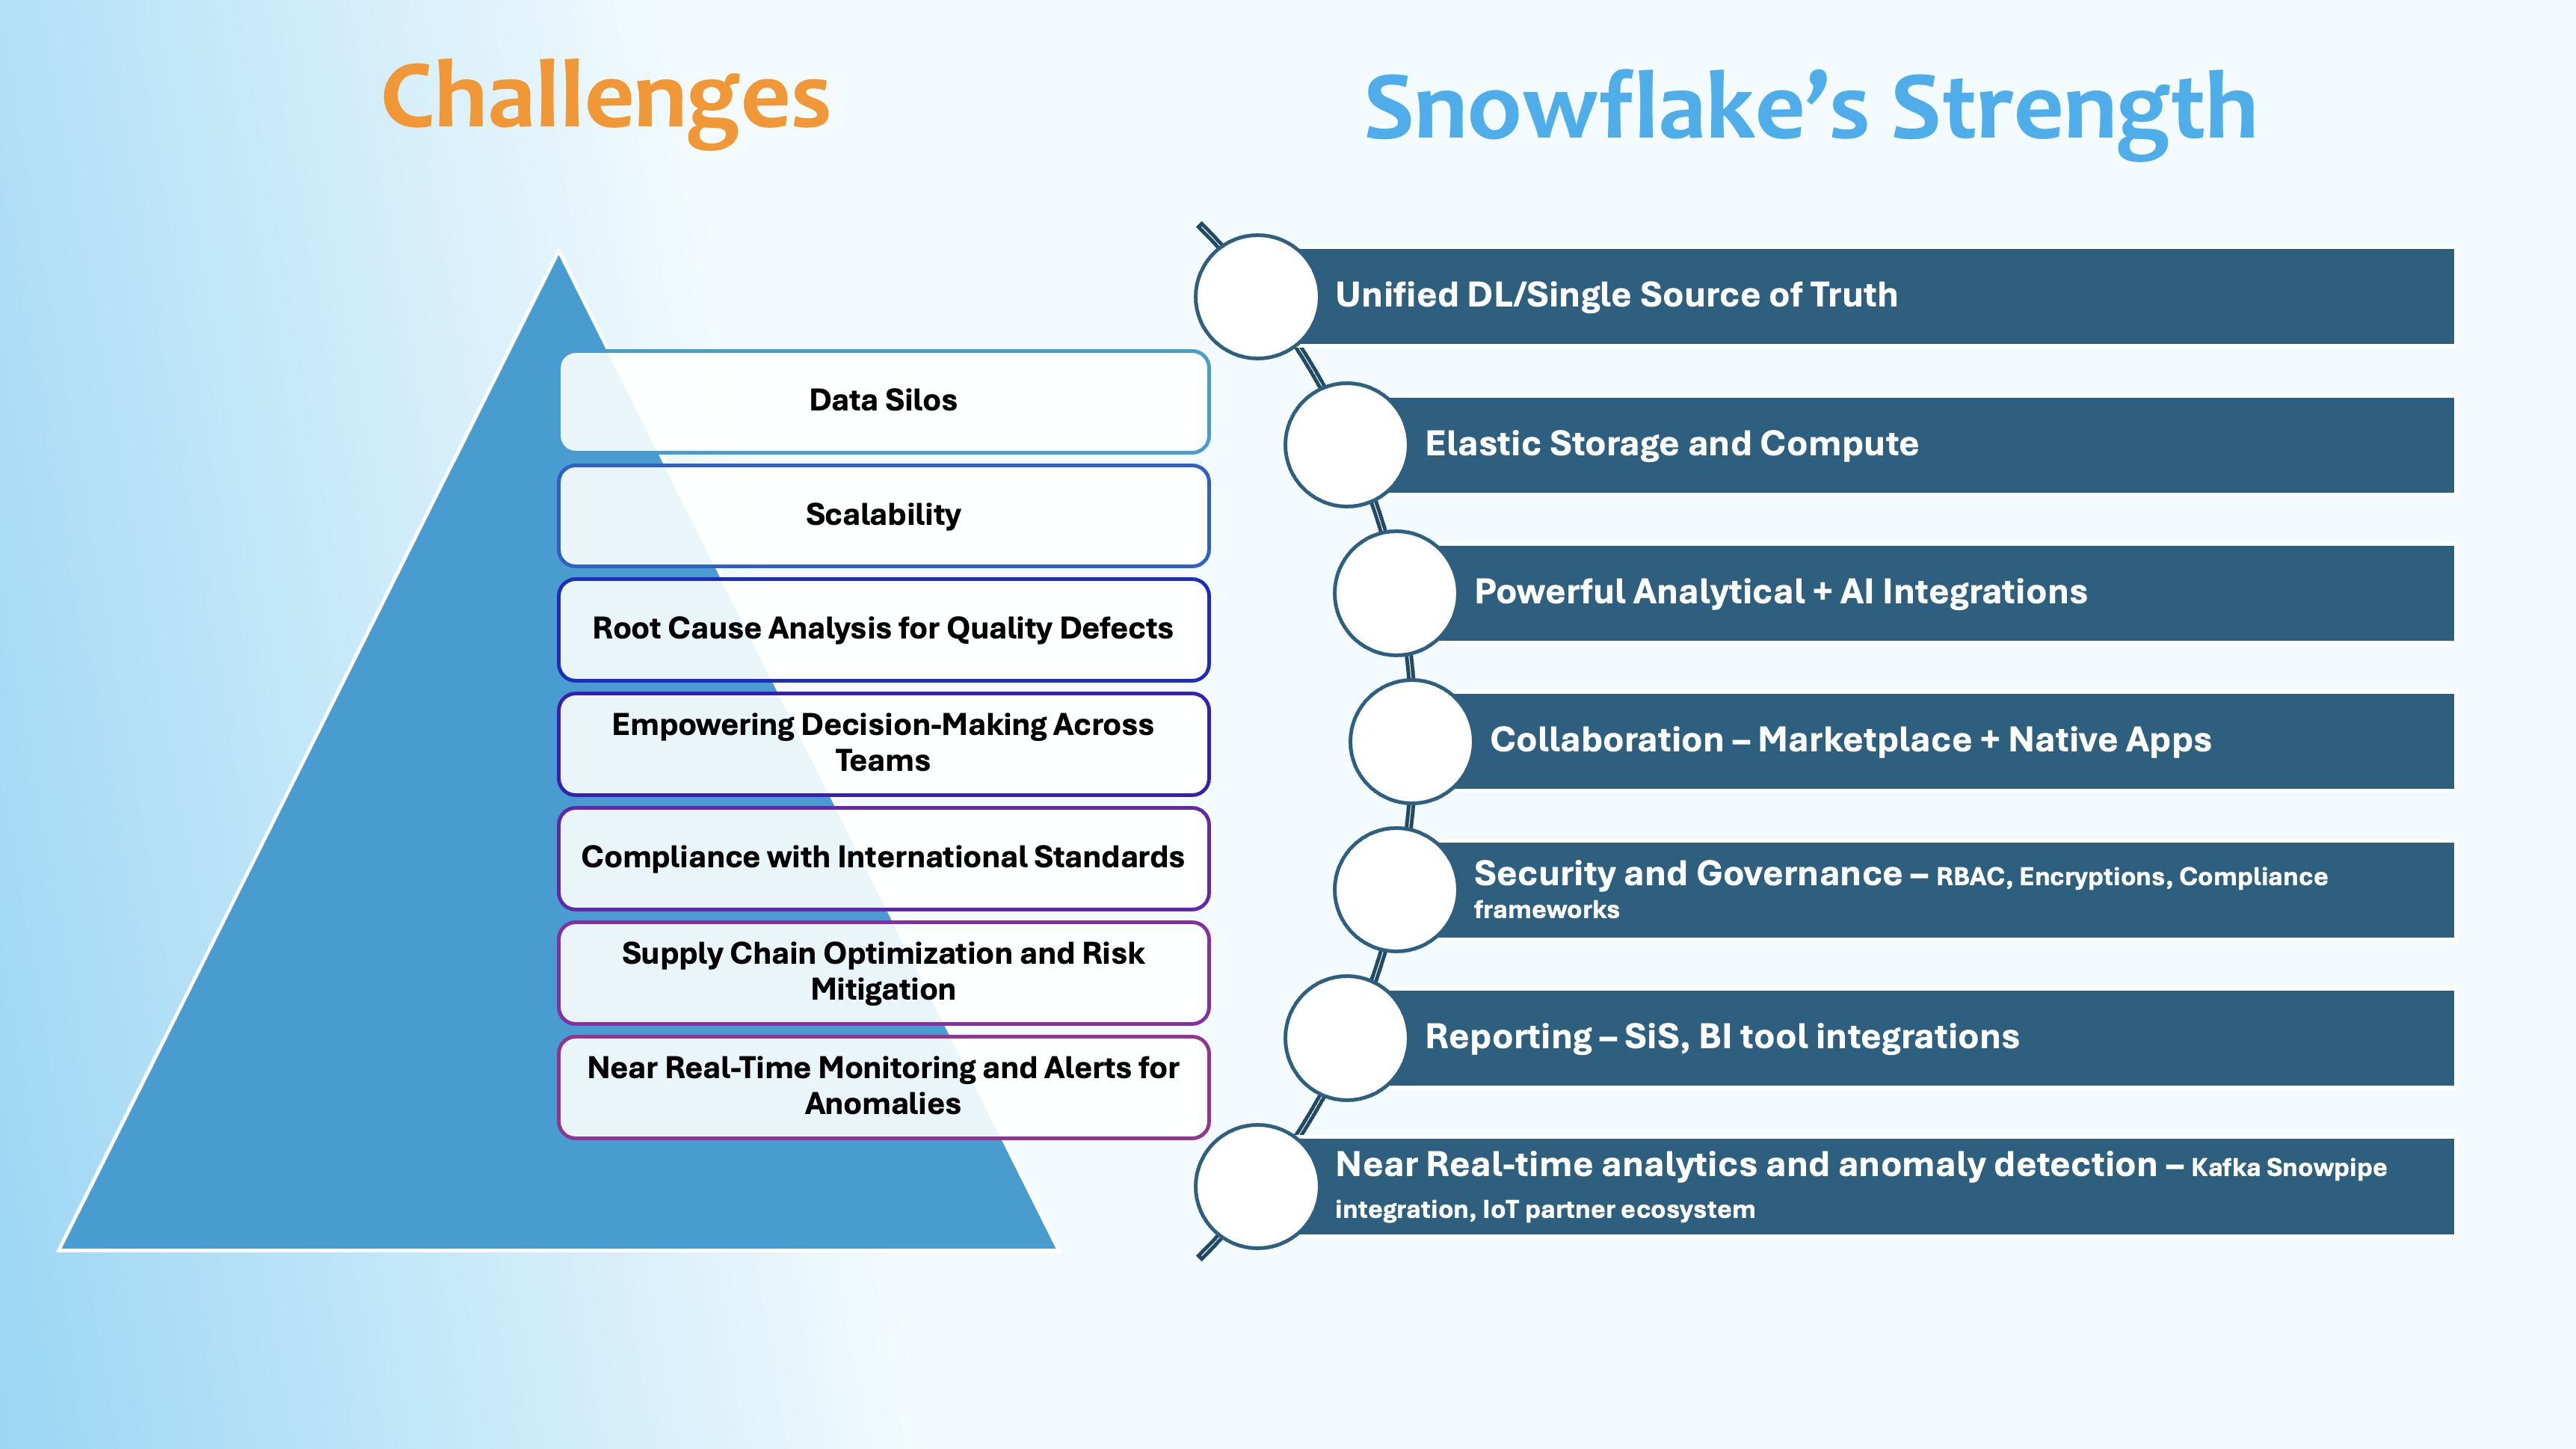 Challenges
Data Silos
Scalability
Root Cause Analysis for Quality Defects
Empowering Decision-Making Across
Teams
Compliance with International Standards
Supply Chain Optimization and Risk
Mitigation
Near Real-Time Monitoring and Alerts for
Anomalies
Snowflake’s Strength
Unified DL/Single Source of Truth
Elastic Storage and Compute
Powerful Analytical + AI Integrations
Collaboration – Marketplace + Native Apps
Security and Governance – RBAC, Encryptions, Compliance
frameworks
Reporting – SiS, BI tool integrations
Near Real-time analytics and anomaly detection – Kafka Snowpipe
integration, IoT partner ecosystem